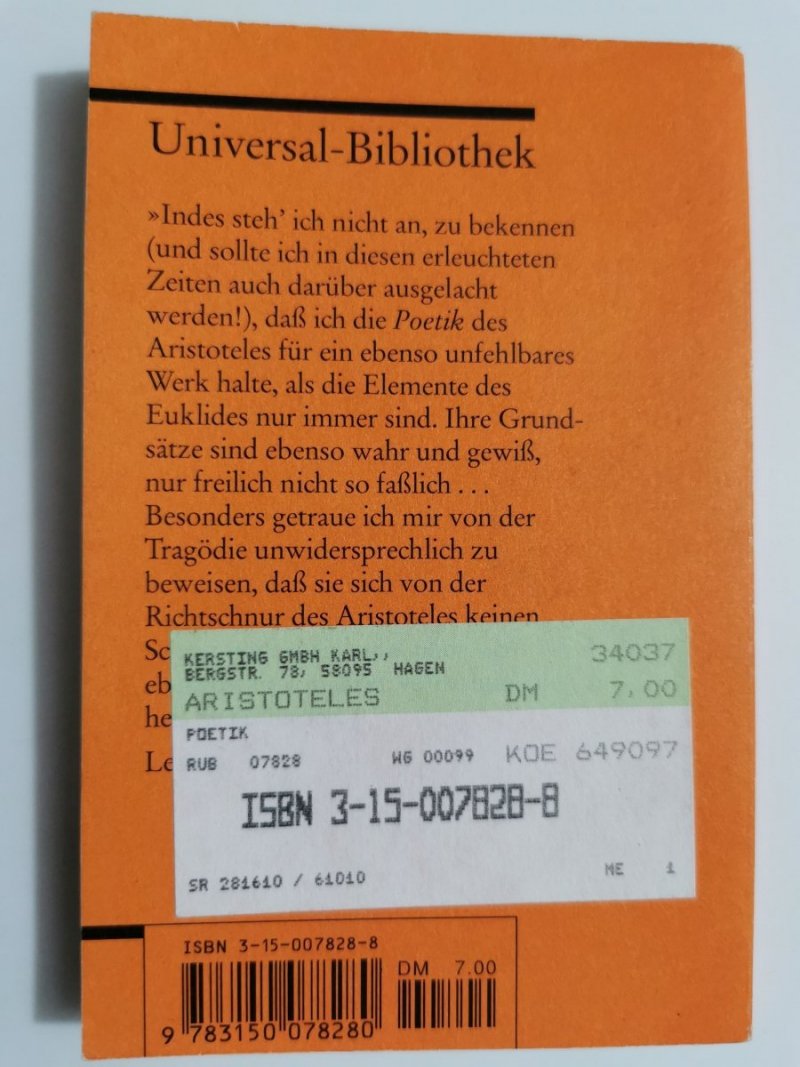 Universal-Bibliothek
»Indes steh’ ich nicht an, zu bekennen
(und sollte ich in diesen erleuchteten
Zeiten auch darüber ausgelacht
werden!), daß ich die Poetik des
Aristoteles für ein ebenso unfehlbares
Werk halte, als die Elemente des
Euklides nur immer sind. Ihre Grund-
sätze sind ebenso wahr und gewiß,
nur freilich nicht so faßlich . . .
Besonders getraue ich mir von der
Tragödie unwidersprechlich zu
beweisen, daß sie sich von der
Richtschnur des Aristoteles keinen
Sc
eb
he
Le
KERSTING GMBH KARL,,
BERGSTR. 78, 58095 HAGEN
34037
ARISTOTELES DM 7,00
POETIK
RUB 07828 WG 00099 KOE 649097
ISBN 3-15-007828-8
SR 281610 / 61010 ME 1
ISBN 3-15-007828-8
DM 7.00
9 783150 078280